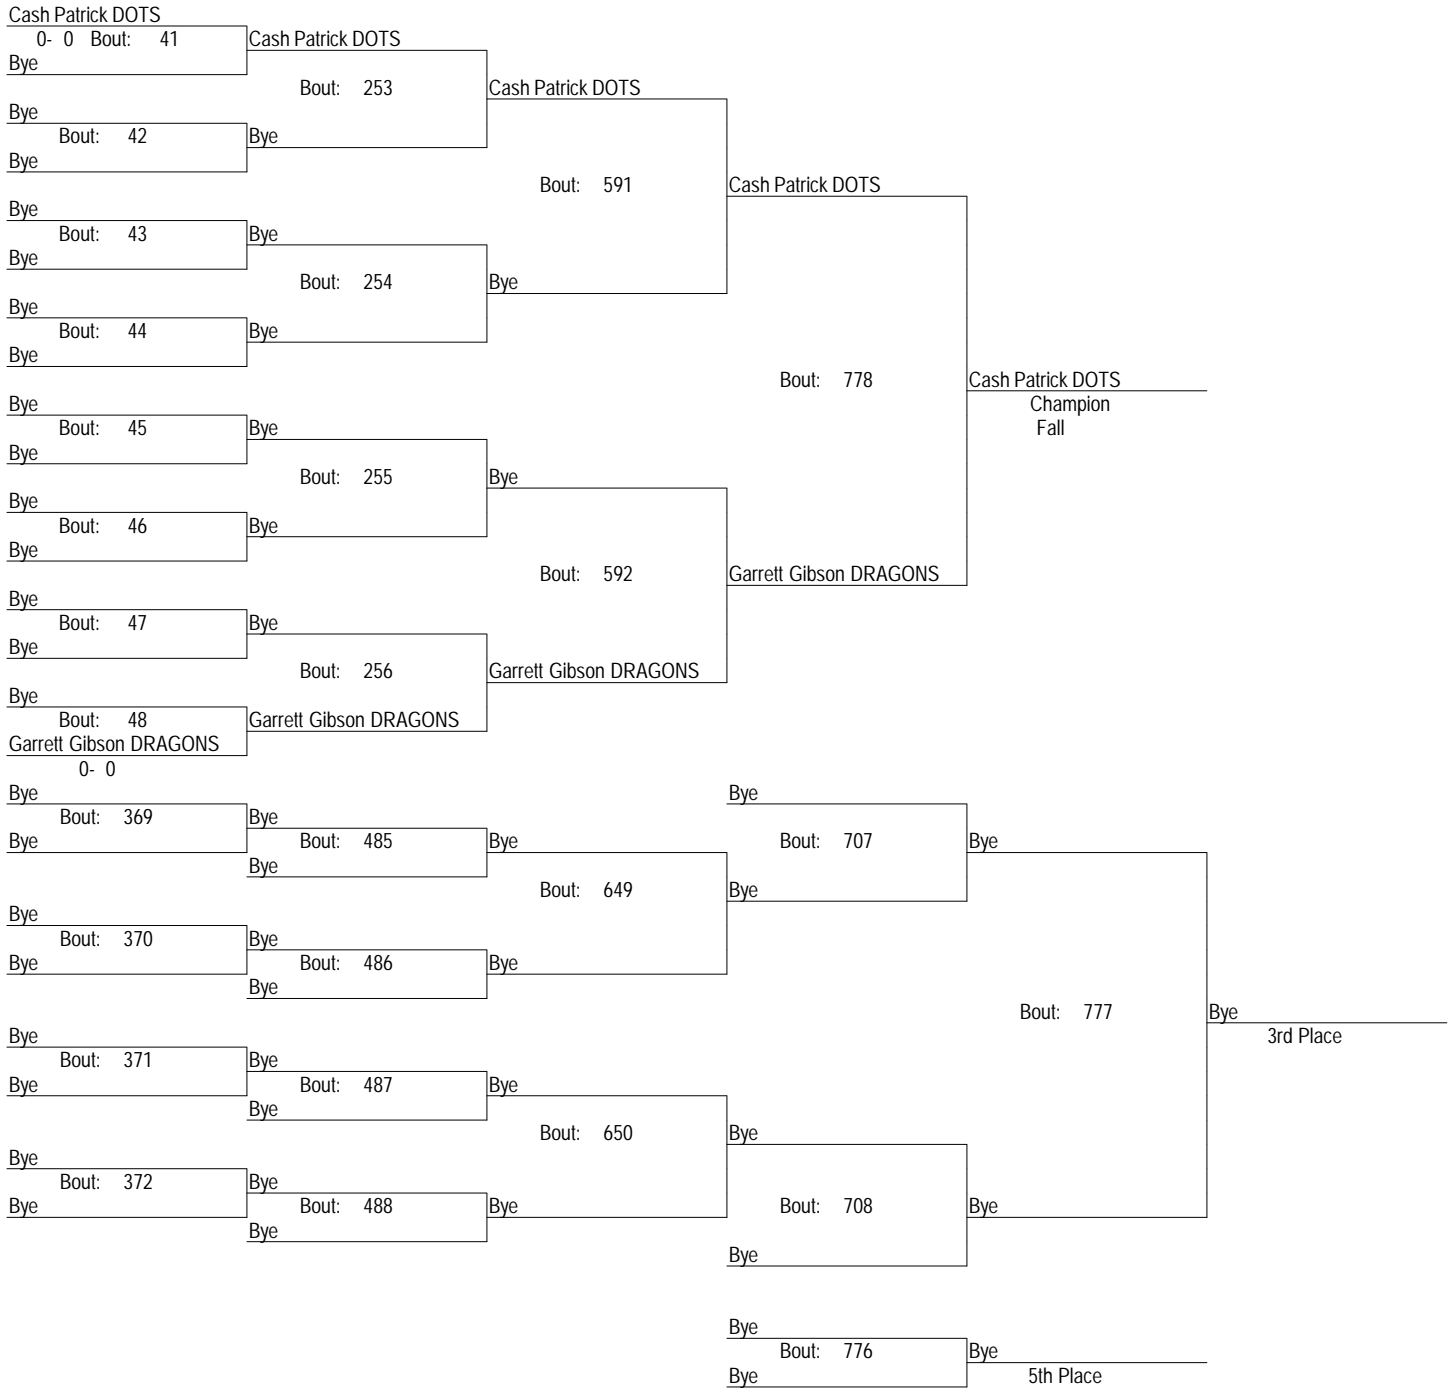 Cash Patrick DOTS
0- 0 Bout: 41 Cash Patrick DOTS
Bye
Bout: 253 Cash Patrick DOTS
Bye
Bout: 42 Bye
Bye
Bout: 591 Cash Patrick DOTS
Bye
Bout: 43 Bye
Bye
Bout: 254 Bye
Bye
Bout: 44 Bye
Bye
Bout: 778 Cash Patrick DOTS
Bye Champion
Bout: 45 Bye Fall
Bye
Bout: 255 Bye
Bye
Bout: 46 Bye
Bye
Bout: 592 Garrett Gibson DRAGONS
Bye
Bout: 47 Bye
Bye
Bout: 256 Garrett Gibson DRAGONS
Bye
Bout: 48 Garrett Gibson DRAGONS
Garrett Gibson DRAGONS
0- 0
Bye Bye
Bout: 369 Bye
Bye Bout: 485 Bye Bout: 707 Bye
Bye
Bout: 649 Bye
Bye
Bout: 370 Bye
Bye Bout: 486 Bye
Bye
Bout: 777 Bye
Bye 3rd Place
Bout: 371 Bye
Bye Bout: 487 Bye
Bye
Bout: 650 Bye
Bye
Bout: 372 Bye
Bye Bout: 488 Bye Bout: 708 Bye
Bye
Bye
Bye
Bout: 776 Bye
Bye 5th Place